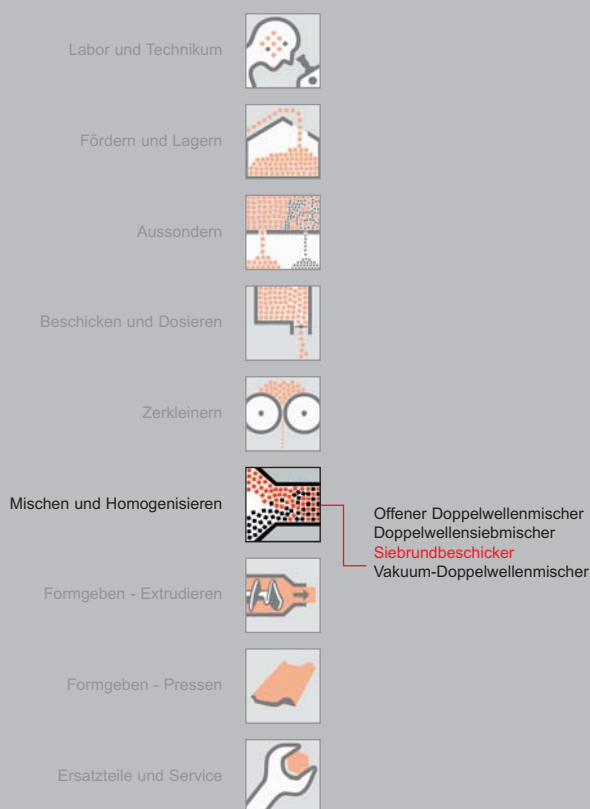 Labor und Technikum
Fördern und Lagern
Aussondern
Beschicken und Dosieren
Zerkleinern
Mischen und Homogenisieren
Offener Doppelwellenmischer
Doppelwellensiebmischer
Siebrundbeschicker
Vakuum-Doppelwellenmischer
Formgeben - Extrudieren
Formgeben - Pressen
Ersatzteile und Service